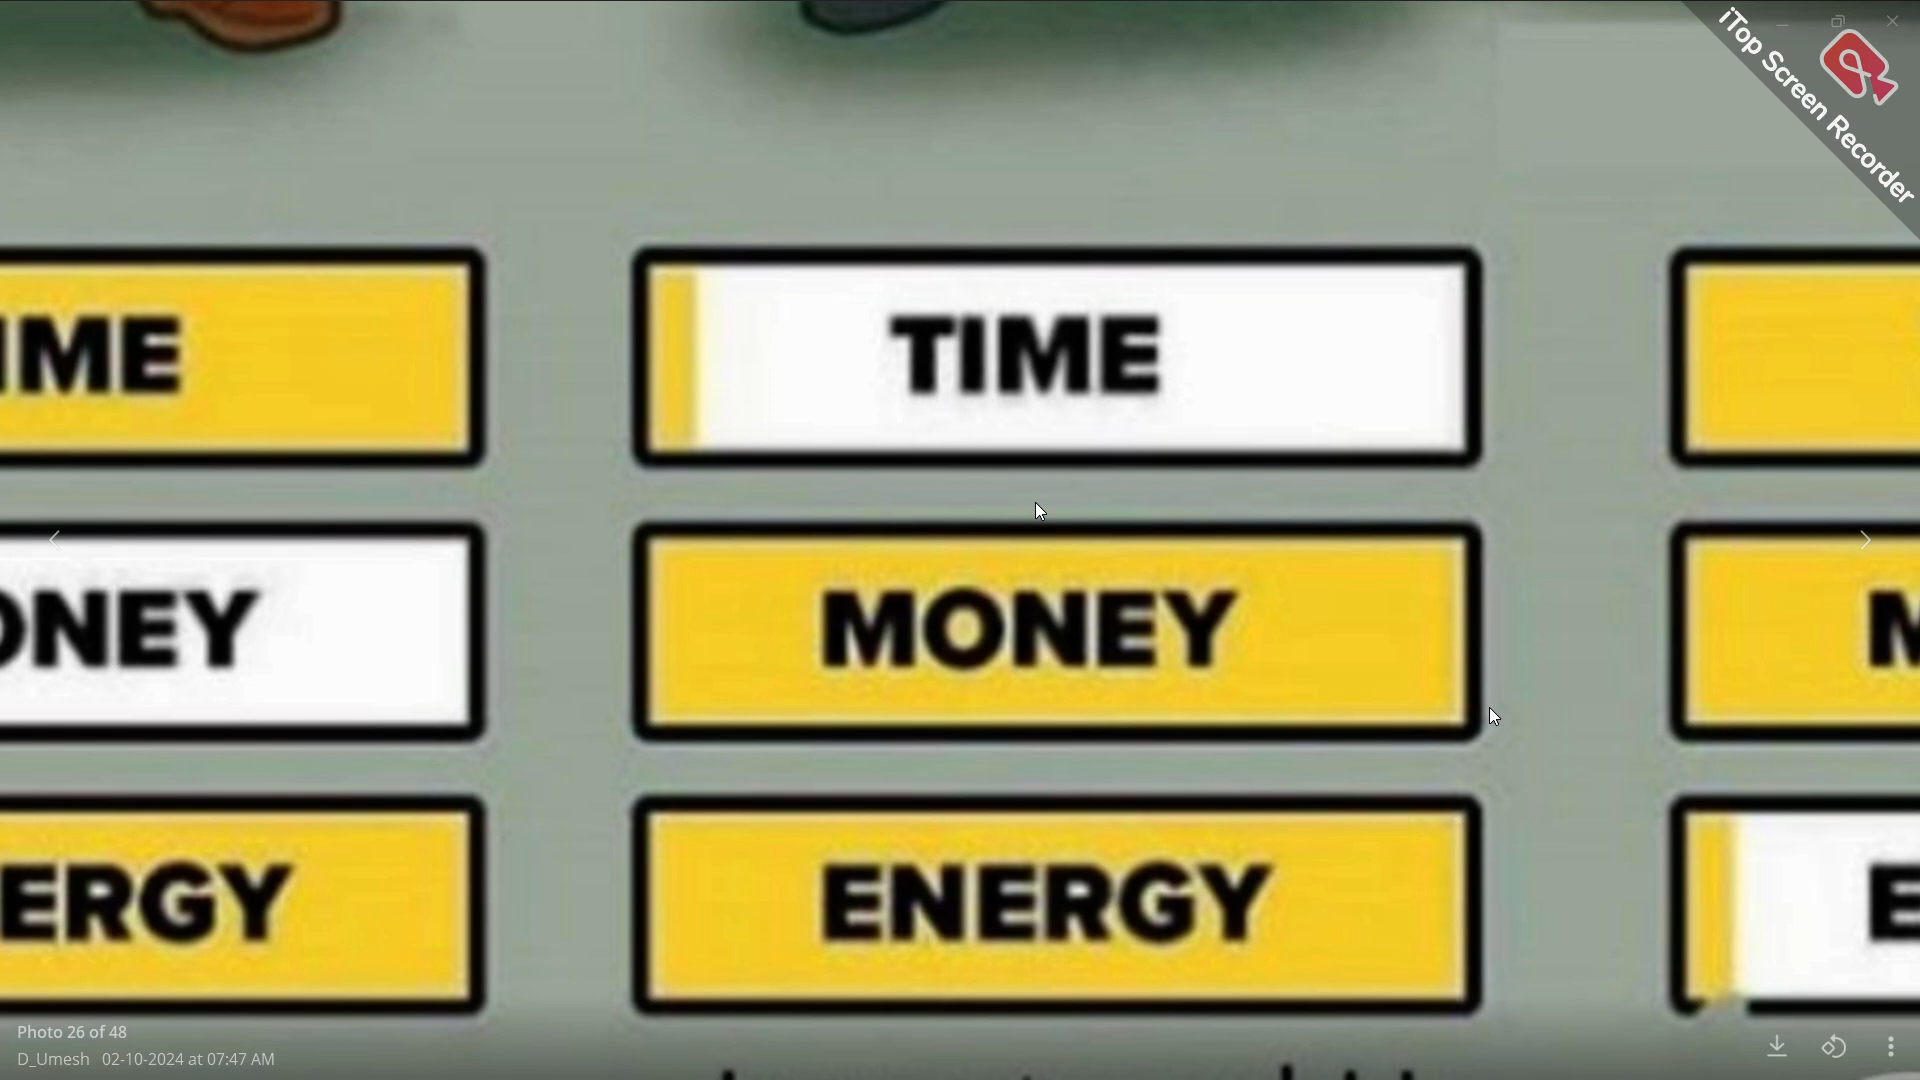 iTop Screen Recorder
IME TIME
ONEY MONEY M
ERGY ENERGY E
Photo 26 of 48
D_Umesh 02-10-2024 at 07:47 AM